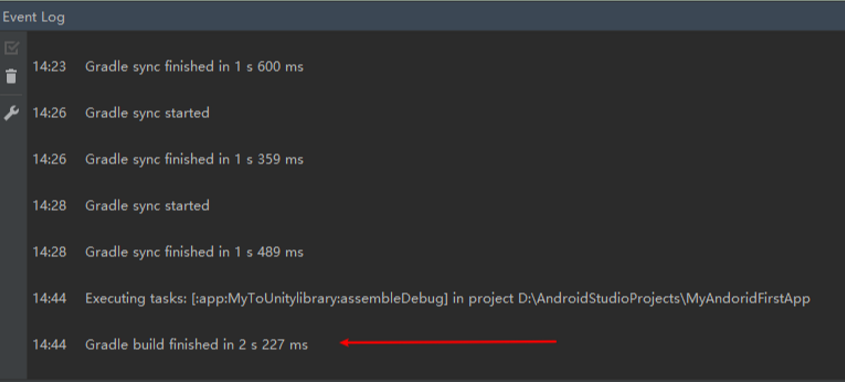 Event Log
14:23 Gradle sync finished in 1 s 600 ms
14:26 Gradle sync started
14:26 Gradle sync finished in 1 s 359 ms
14:28 Gradle sync started
14:28 Gradle sync finished in 1 s 489 ms
14:44 Executing tasks: [:app:MyToUnitylibrary:assembleDebug] in project D:\AndroidStudioProjects\MyAndoridFirstApp
14:44 Gradle build finished in 2 s 227 ms